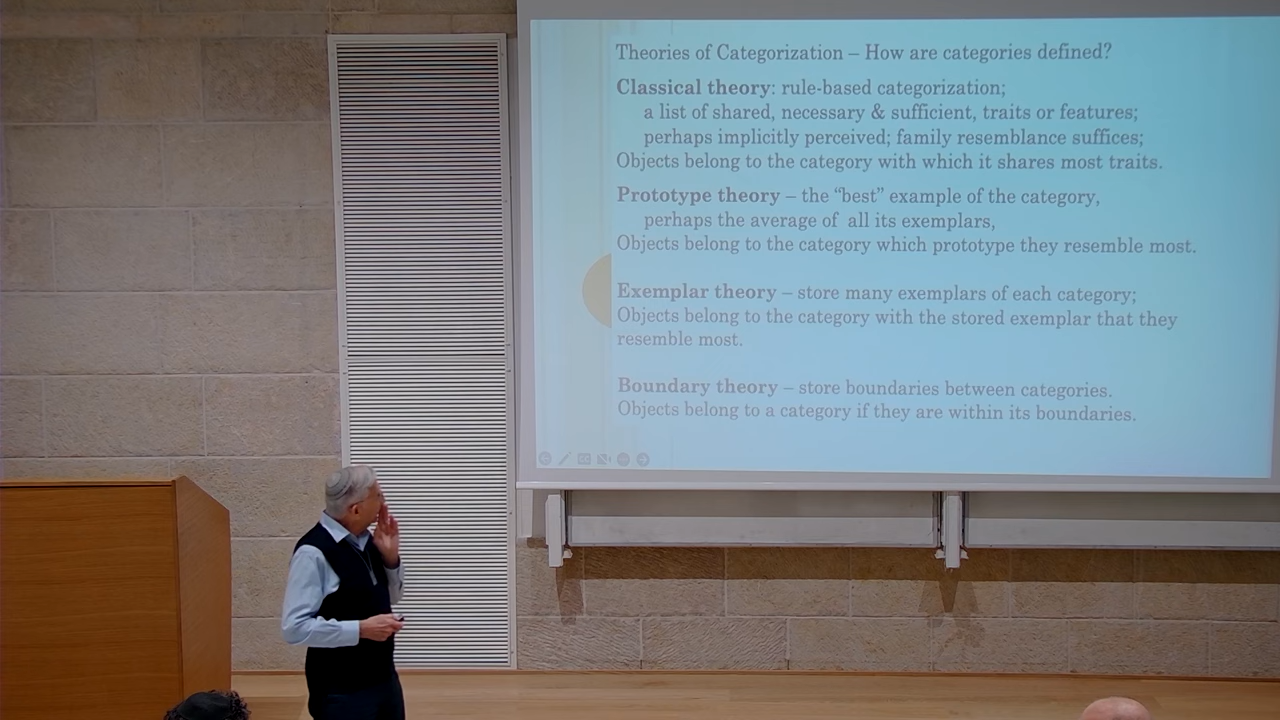 Theories of Categorization – How are categories defined?
Classical theory: rule-based categorization;
a list of shared, necessary & sufficient, traits or features;
perhaps implicitly perceived; family resemblance suffices;
Objects belong to the category with which it shares most traits.
Prototype theory – the “best” example of the category,
perhaps the average of all its exemplars,
Objects belong to the category which prototype they resemble most.
Exemplar theory – store many exemplars of each category;
Objects belong to the category with the stored exemplar that they
resemble most.
Boundary theory – store boundaries between categories.
Objects belong to a category if they are within its boundaries.